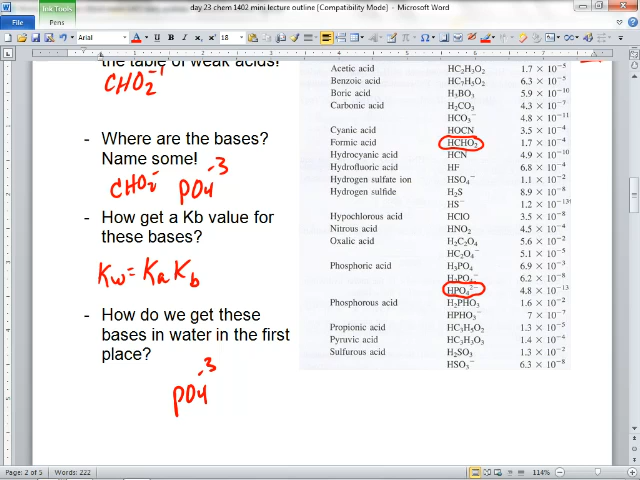 day 23 chem 1402 mini lecture outline [Compatibility Mode] - Microsoft Word
InkTools
File Pens
the table of weak acids!
CHO₂⁻¹
- Where are the bases?
Name some!
CHO₂⁻ PO₄⁻³
- How get a Kb value for
these bases?
Kw = Ka Kb
- How do we get these
bases in water in the first
place?
PO₄⁻³
Acetic acid HC₂H₃O₂ 1.7 × 10⁻⁵
Benzoic acid HC₇H₅O₂ 6.3 × 10⁻⁵
Boric acid H₃BO₃ 5.9 × 10⁻¹⁰
Carbonic acid H₂CO₃ 4.3 × 10⁻⁷
HCO₃⁻ 4.8 × 10⁻¹¹
Cyanic acid HOCN 3.5 × 10⁻⁴
Formic acid HCHO₂ 1.7 × 10⁻⁴
Hydrocyanic acid HCN 4.9 × 10⁻¹⁰
Hydrofluoric acid HF 6.8 × 10⁻⁴
Hydrogen sulfate ion HSO₄⁻ 1.1 × 10⁻²
Hydrogen sulfide H₂S 8.9 × 10⁻⁸
HS⁻ 1.2 × 10⁻¹³
Hypochlorous acid HClO 3.5 × 10⁻⁸
Nitrous acid HNO₂ 4.5 × 10⁻⁴
Oxalic acid H₂C₂O₄ 5.6 × 10⁻²
HC₂O₄⁻ 5.1 × 10⁻⁵
Phosphoric acid H₃PO₄ 6.9 × 10⁻³
H₂PO₄⁻ 6.2 × 10⁻⁸
HPO₄²⁻ 4.8 × 10⁻¹³
Phosphorous acid H₂PHO₃ 1.6 × 10⁻²
HPHO₃⁻ 7 × 10⁻⁷
Propionic acid HC₃H₅O₂ 1.3 × 10⁻⁵
Pyruvic acid HC₃H₃O₃ 1.4 × 10⁻⁴
Sulfurous acid H₂SO₃ 1.3 × 10⁻²
HSO₃⁻ 6.3 × 10⁻⁸
Page: 2 of 5 Words: 222 114%